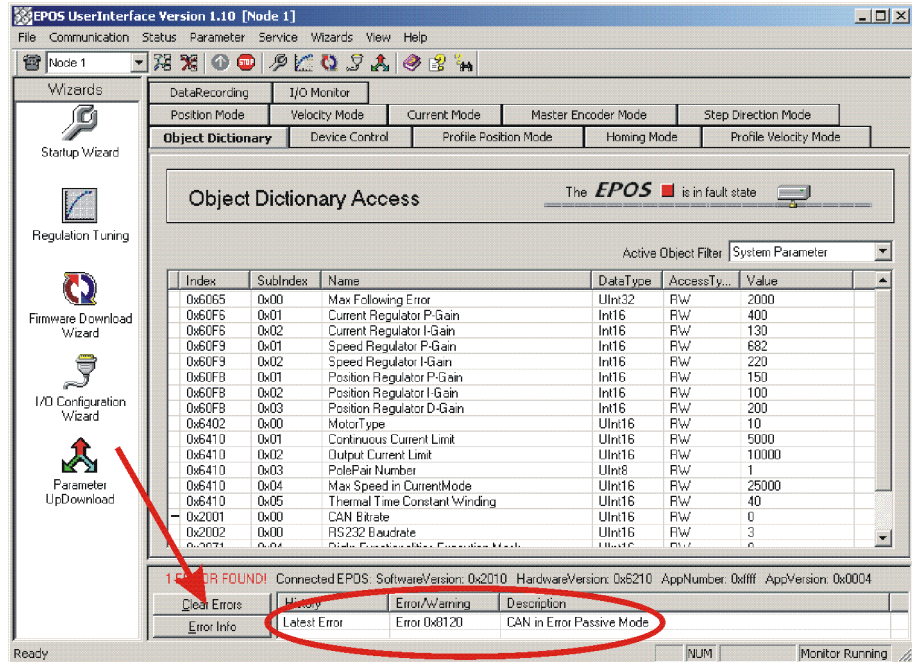 EPOS UserInterface Version 1.10 [Node 1]
File Communication Status Parameter Service Wizards View Help
Node 1
Wizards
Startup Wizard
Regulation Tuning
Firmware Download
Wizard
I/O Configuration
Wizard
Parameter
UpDownload
DataRecording I/O Monitor
Position Mode Velocity Mode Current Mode Master Encoder Mode Step Direction Mode
Object Dictionary Device Control Profile Position Mode Homing Mode Profile Velocity Mode
Object Dictionary Access
The EPOS is in fault state
Active Object Filter System Parameter
Index SubIndex Name DataType AccessTy... Value
0x6065 0x00 Max Following Error UInt32 RW 2000
0x60F6 0x01 Current Regulator P-Gain Int16 RW 400
0x60F6 0x02 Current Regulator I-Gain Int16 RW 130
0x60F9 0x01 Speed Regulator P-Gain Int16 RW 682
0x60F9 0x02 Speed Regulator I-Gain Int16 RW 220
0x60FB 0x01 Position Regulator P-Gain Int16 RW 150
0x60FB 0x02 Position Regulator I-Gain Int16 RW 100
0x60FB 0x03 Position Regulator D-Gain Int16 RW 200
0x6402 0x00 MotorType UInt16 RW 10
0x6410 0x01 Continuous Current Limit UInt16 RW 5000
0x6410 0x02 Output Current Limit UInt16 RW 10000
0x6410 0x03 PolePair Number UInt8 RW 1
0x6410 0x04 Max Speed in CurrentMode UInt16 RW 25000
0x6410 0x05 Thermal Time Constant Winding UInt16 RW 40
0x2001 0x00 CAN Bitrate UInt16 RW 0
0x2002 0x00 RS232 Baudrate UInt16 RW 3
1 ERROR FOUND! Connected EPOS: SoftwareVersion: 0x2010 HardwareVersion: 0x6210 AppNumber: 0xffff AppVersion: 0x0004
Clear Errors History Error/Warning Description
Error Info Latest Error Error 0x8120 CAN in Error Passive Mode
Ready NUM Monitor Running